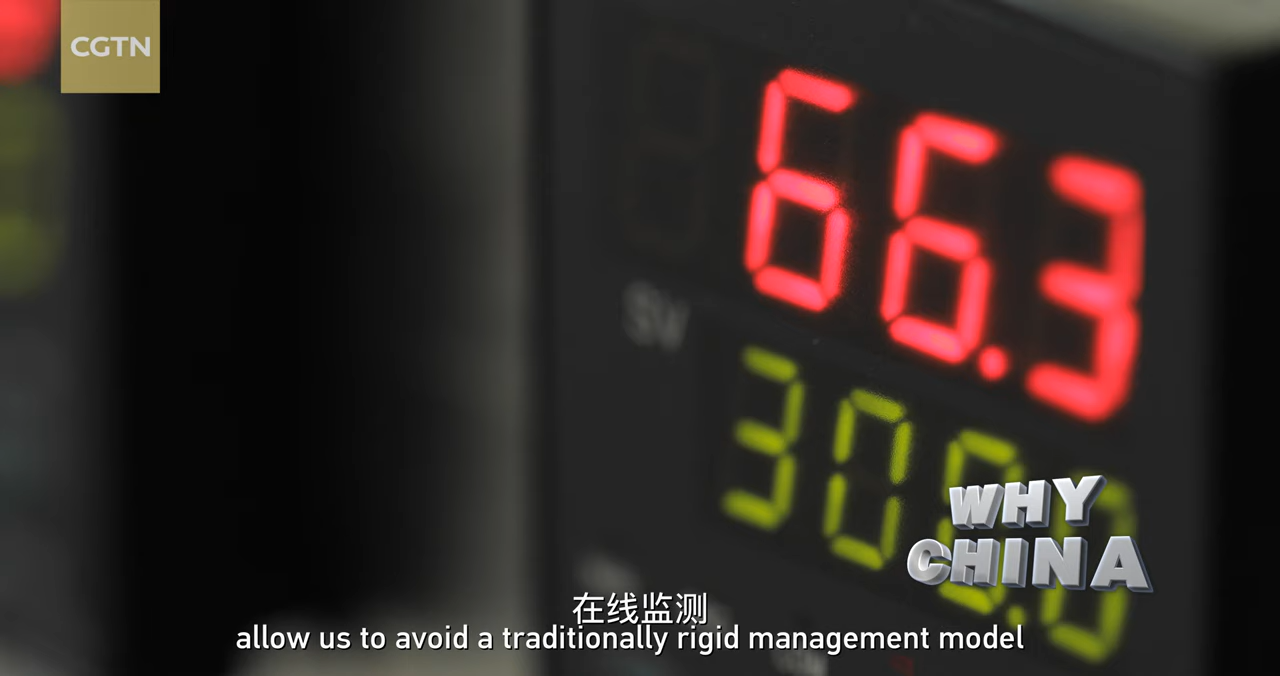 CGTN
66.3
SV
300.0
WHY
CHINA
在线监测
allow us to avoid a traditionally rigid management model